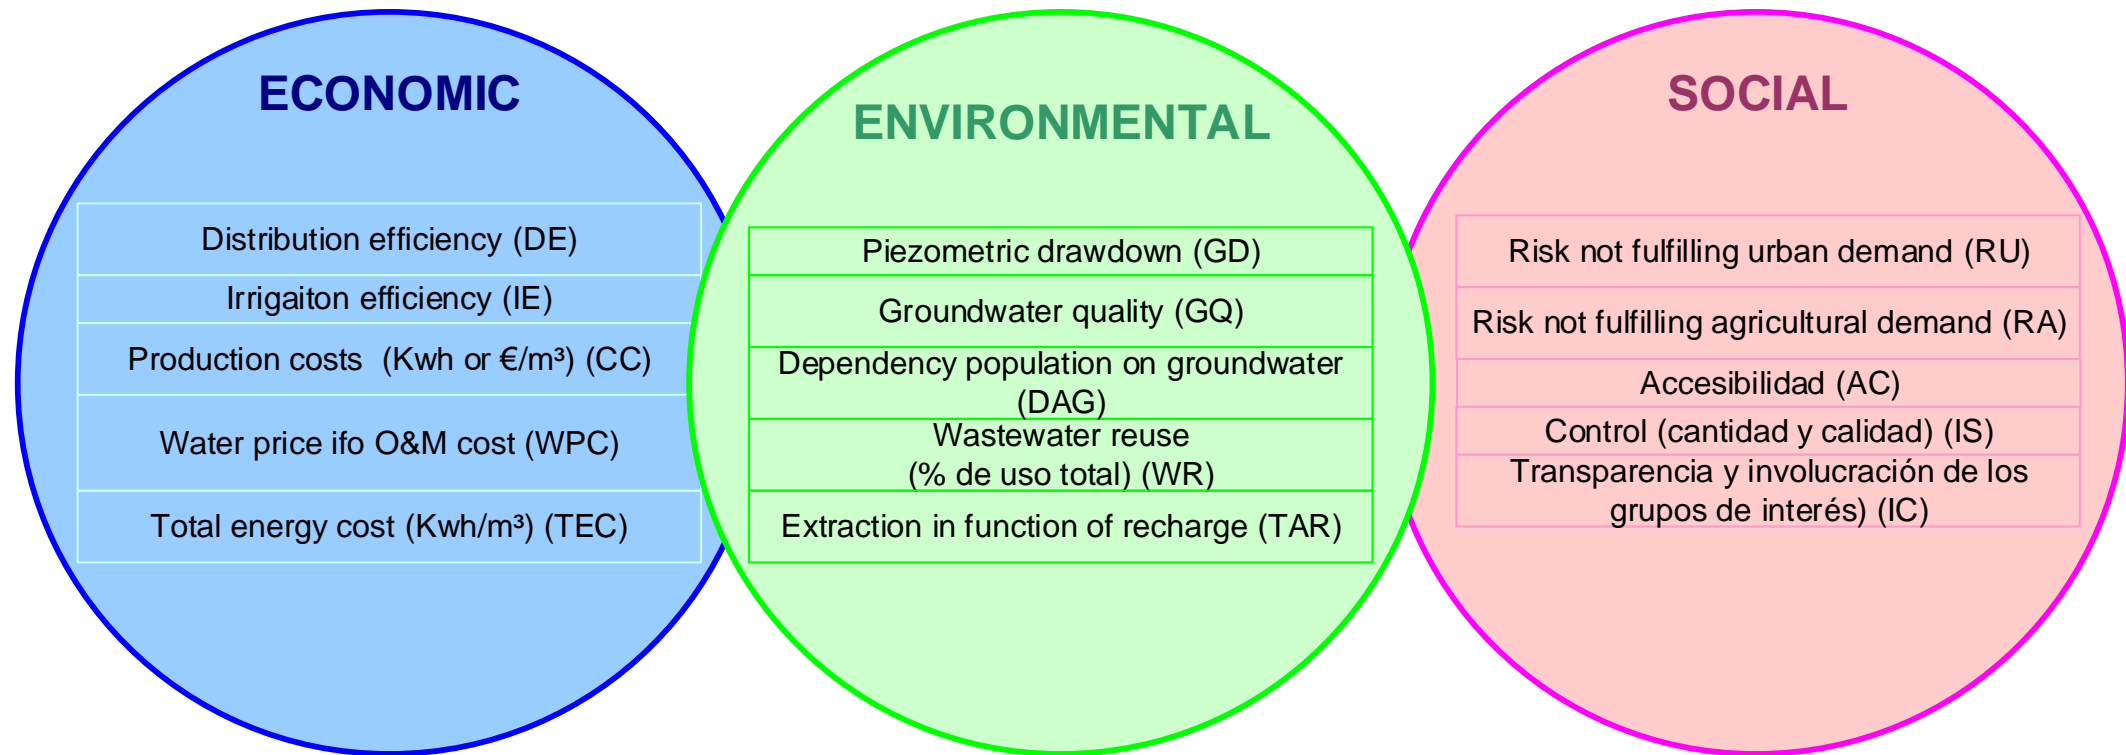 ECONOMIC
Distribution efficiency (DE)
Irrigaiton efficiency (IE)
Production costs  (Kwh or €/m³) (CC)
Water price ifo O&M cost (WPC)
Total energy cost (Kwh/m³) (TEC)
ENVIRONMENTAL
Piezometric drawdown (GD)
Groundwater quality (GQ)
Dependency population on groundwater
(DAG)
Wastewater reuse
(% de uso total) (WR)
Extraction in function of recharge (TAR)
SOCIAL
Risk not fulfilling urban demand (RU)
Risk not fulfilling agricultural demand (RA)
Accesibilidad (AC)
Control (cantidad y calidad) (IS)
Transparencia y involucración de los
grupos de interés) (IC)